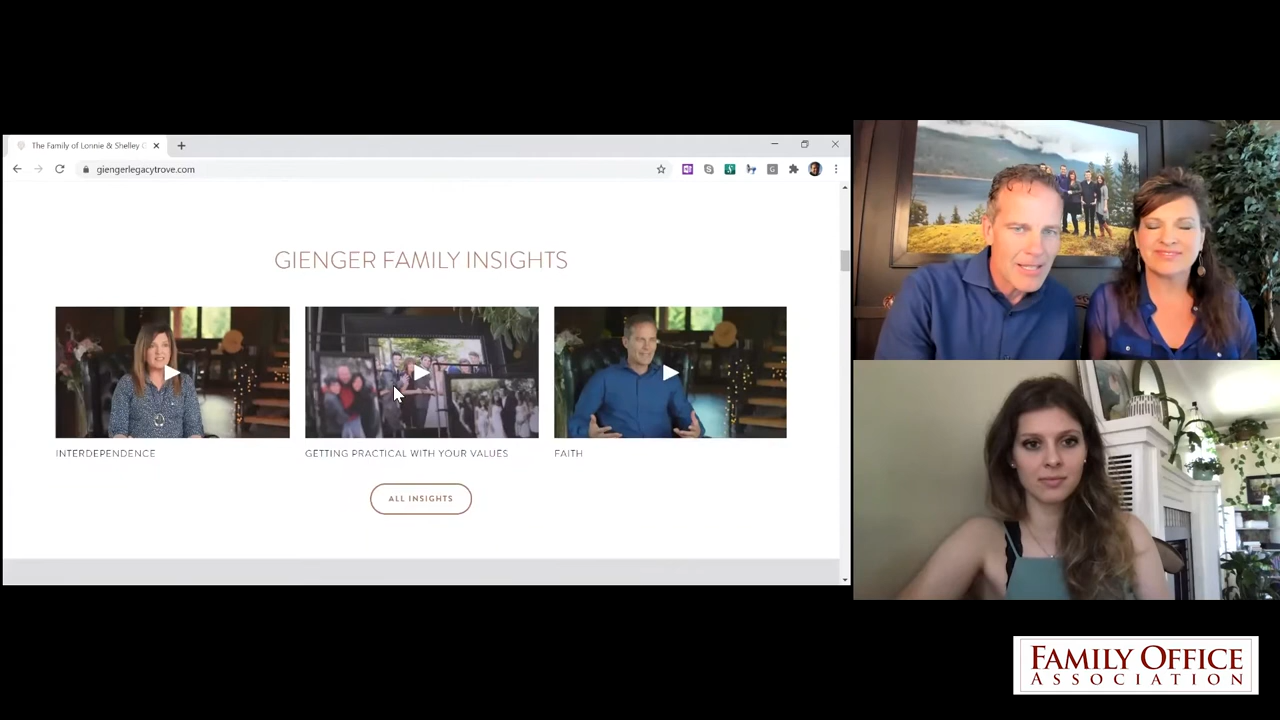 The Family of Lonnie & Shelley G
giengerlegacytrove.com
GIENGER FAMILY INSIGHTS
INTERDEPENDENCE
GETTING PRACTICAL WITH YOUR VALUES
FAITH
ALL INSIGHTS
FAMILY OFFICE
ASSOCIATION